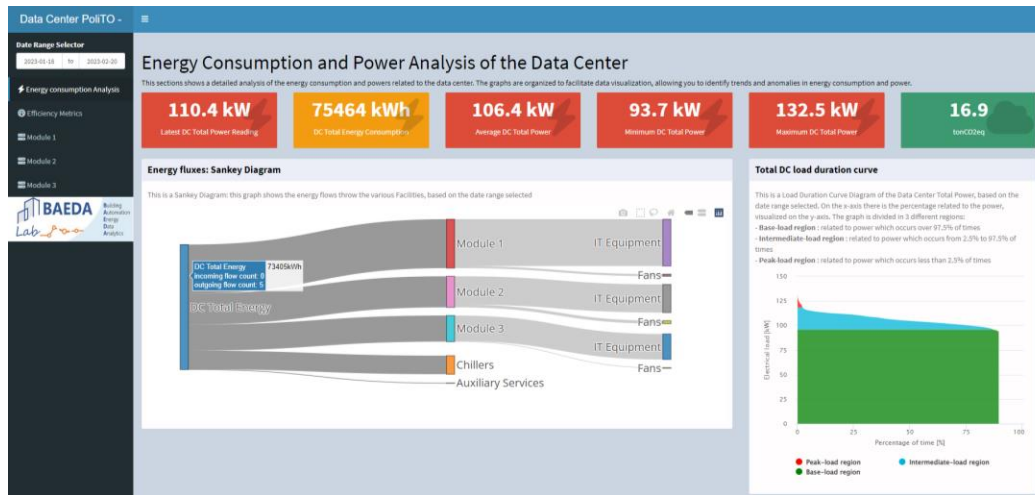 Data Center PoliTO -
Date Range Selector
2023-01-18 to 2023-02-20
Energy consumption Analysis
Efficiency Metrics
Module 1
Module 2
Module 3
BAEDA
Lab
Building
Automation
Energy
Data
Analytics
Energy Consumption and Power Analysis of the Data Center
This sections shows a detailed analysis of the energy consumption and powers related to the data center. The graphs are organized to facilitate data visualization, allowing you to identify trends and anomalies in energy consumption and power.
110.4 kW
Latest DC Total Power Reading
75464 kWh
DC Total Energy Consumption
106.4 kW
Average DC Total Power
93.7 kW
Minimum DC Total Power
132.5 kW
Maximum DC Total Power
16.9
tonCO2eq
Energy fluxes: Sankey Diagram
This is a Sankey Diagram: this graph shows the energy flows throw the various Facilities, based on the date range selected
DC Total Energy
incoming flow count: 0
outgoing flow count: 5
73405kWh
DC Total Energy
Module 1
Module 2
Module 3
Chillers
Auxiliary Services
IT Equipment
Fans
IT Equipment
Fans
IT Equipment
Fans
Total DC load duration curve
This is a Load Duration Curve Diagram of the Data Center Total Power, based on the
date range selected. On the x-axis there is the percentage related to the power,
visualized on the y-axis. The graph is divided in 3 different regions:
- Base-load region : related to power which occurs over 97.5% of times
- Intermediate-load region : related to power which occurs from 2.5% to 97.5% of
times
- Peak-load region : related to power which occurs less than 2.5% of times
150
125
100
75
50
25
0
Electrical load [kW]
0 25 50 75 100
Percentage of time [%]
Peak-load region
Intermediate-load region
Base-load region